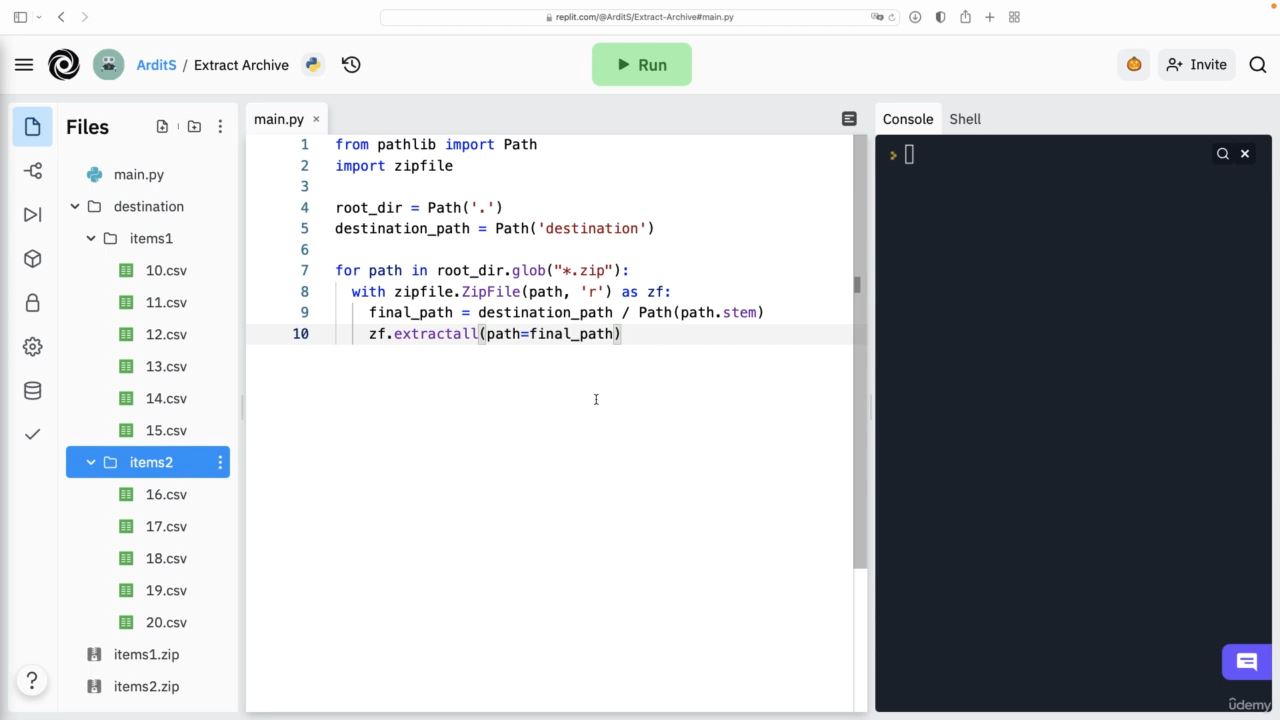 replit.com/@ArditS/Extract-Archive#main.py
ArditS / Extract Archive
Run
Invite
Files
main.py
destination
items1
10.csv
11.csv
12.csv
13.csv
14.csv
15.csv
items2
16.csv
17.csv
18.csv
19.csv
20.csv
items1.zip
items2.zip
?
main.py ×
1 from pathlib import Path
2 import zipfile
3
4 root_dir = Path('.')
5 destination_path = Path('destination')
6
7 for path in root_dir.glob("*.zip"):
8   with zipfile.ZipFile(path, 'r') as zf:
9     final_path = destination_path / Path(path.stem)
10     zf.extractall(path=final_path)
Console Shell
ûdemy